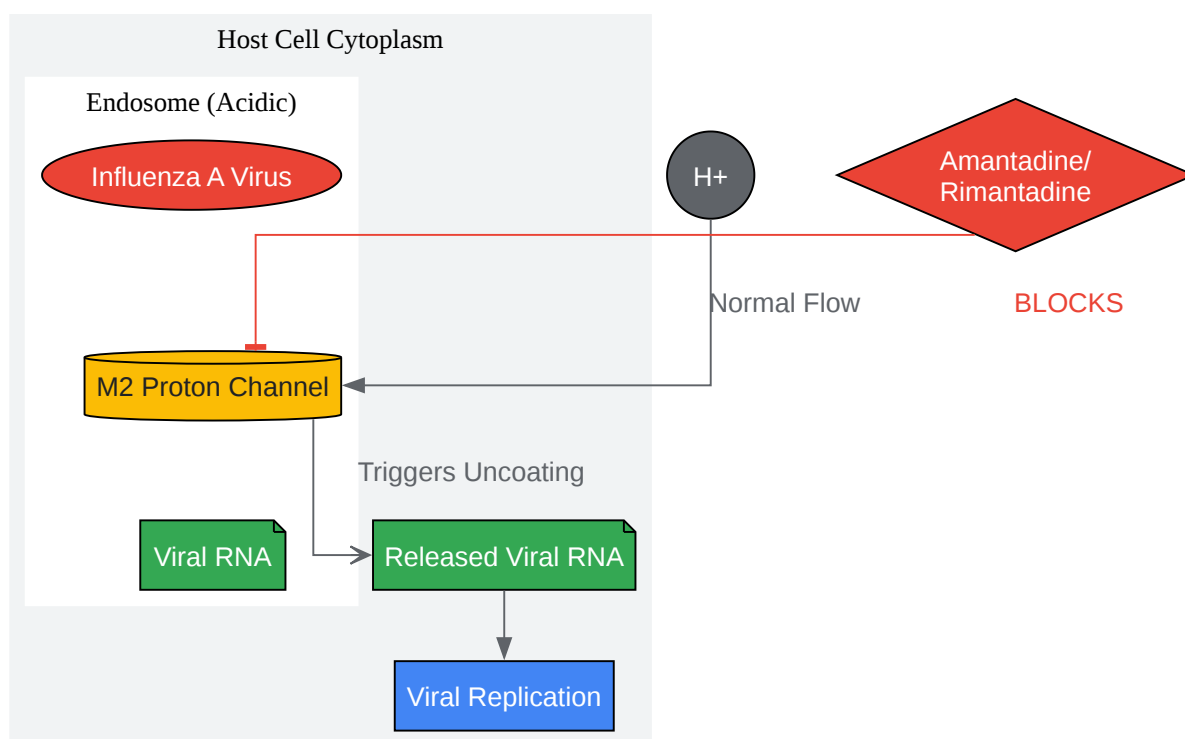 Host Cell Cytoplasm
Endosome (Acidic)
Influenza A Virus
H+
Amantadine/
Rimantadine
Normal Flow
BLOCKS
M2 Proton Channel
Triggers Uncoating
Viral RNA
Released Viral RNA
Viral Replication